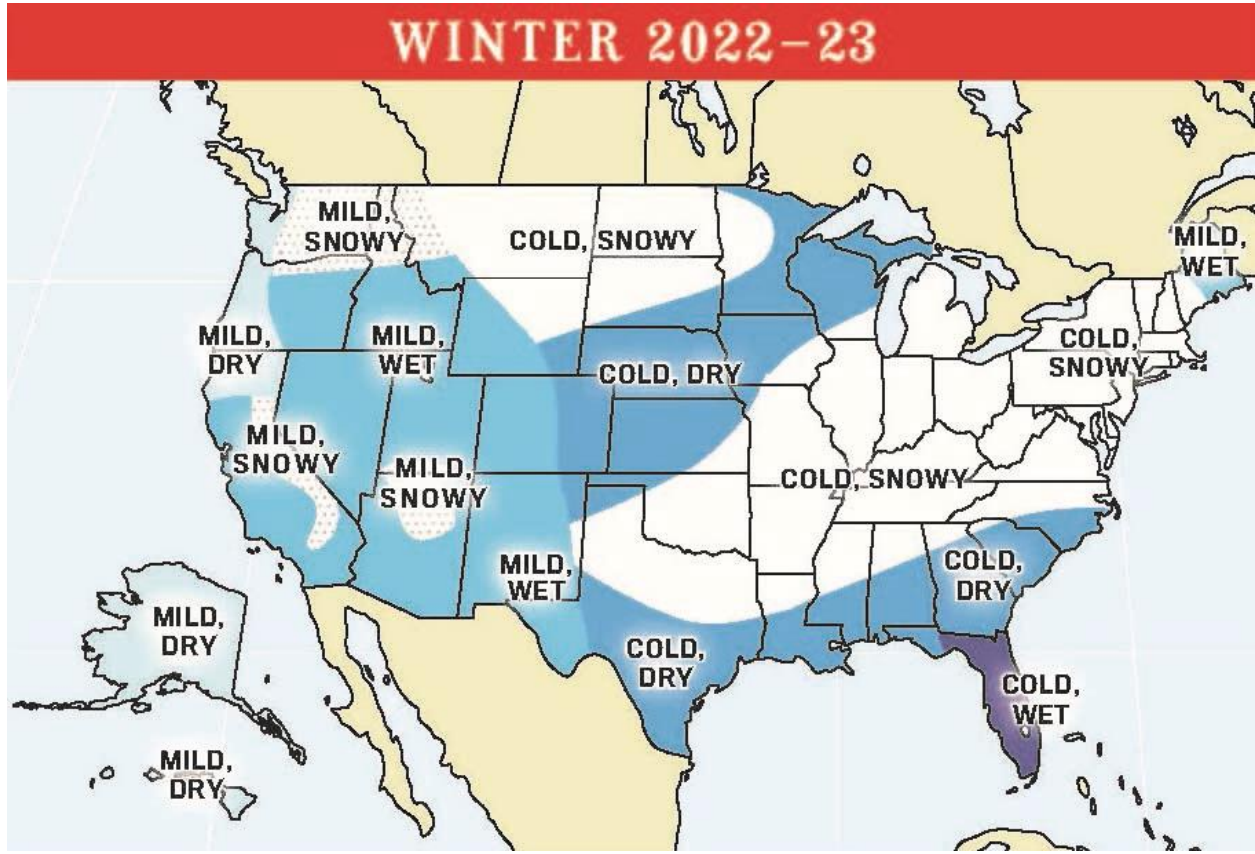 WINTER 2022–23
MILD,
SNOWY
COLD, SNOWY
MILD,
WET
MILD,
DRY
MILD,
WET
COLD, DRY
COLD,
SNOWY
MILD,
SNOWY
MILD,
SNOWY
COLD, SNOWY
MILD,
WET
COLD,
DRY
MILD,
DRY
COLD,
DRY
COLD,
WET
MILD,
DRY